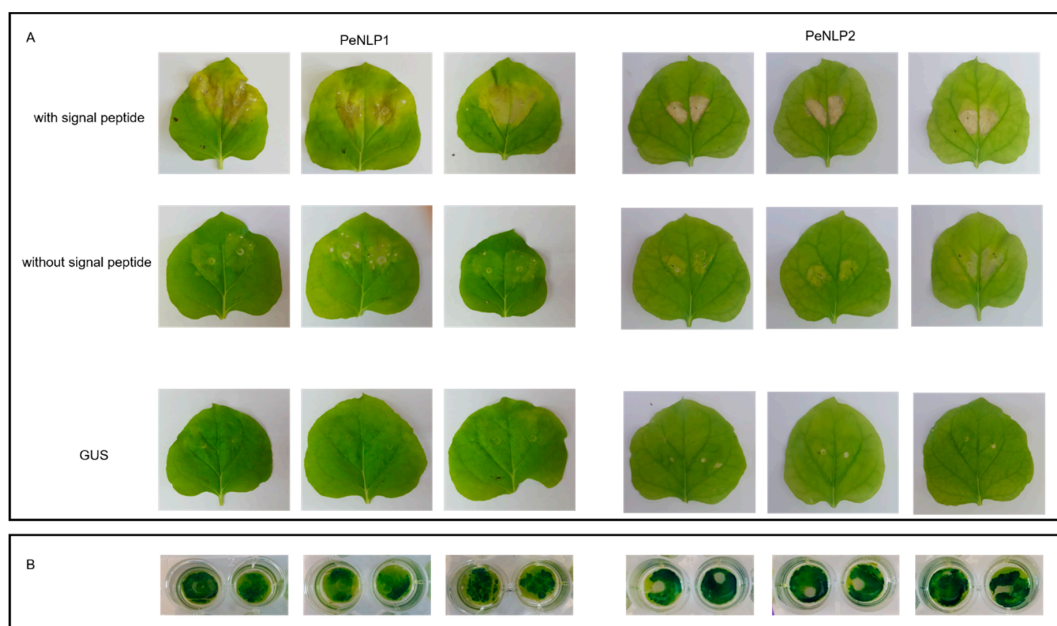 A
PeNLP1
PeNLP2
with signal peptide
without signal peptide
GUS
B